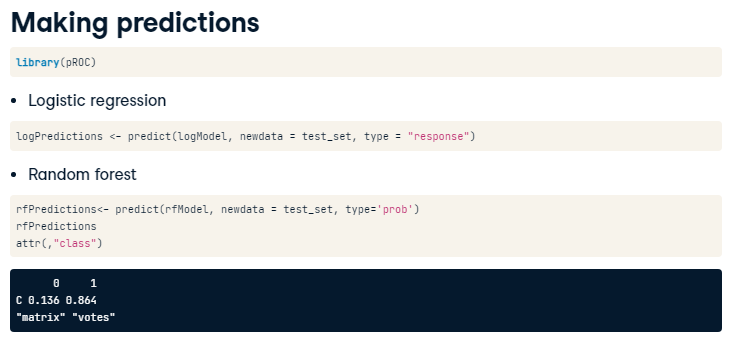 Making predictions
library(pROC)
• Logistic regression
logPredictions <- predict(logModel, newdata = test_set, type = "response")
• Random forest
rfPredictions<- predict(rfModel, newdata = test_set, type='prob')
rfPredictions
attr(,"class")
0 1
C 0.136 0.864
"matrix" "votes"